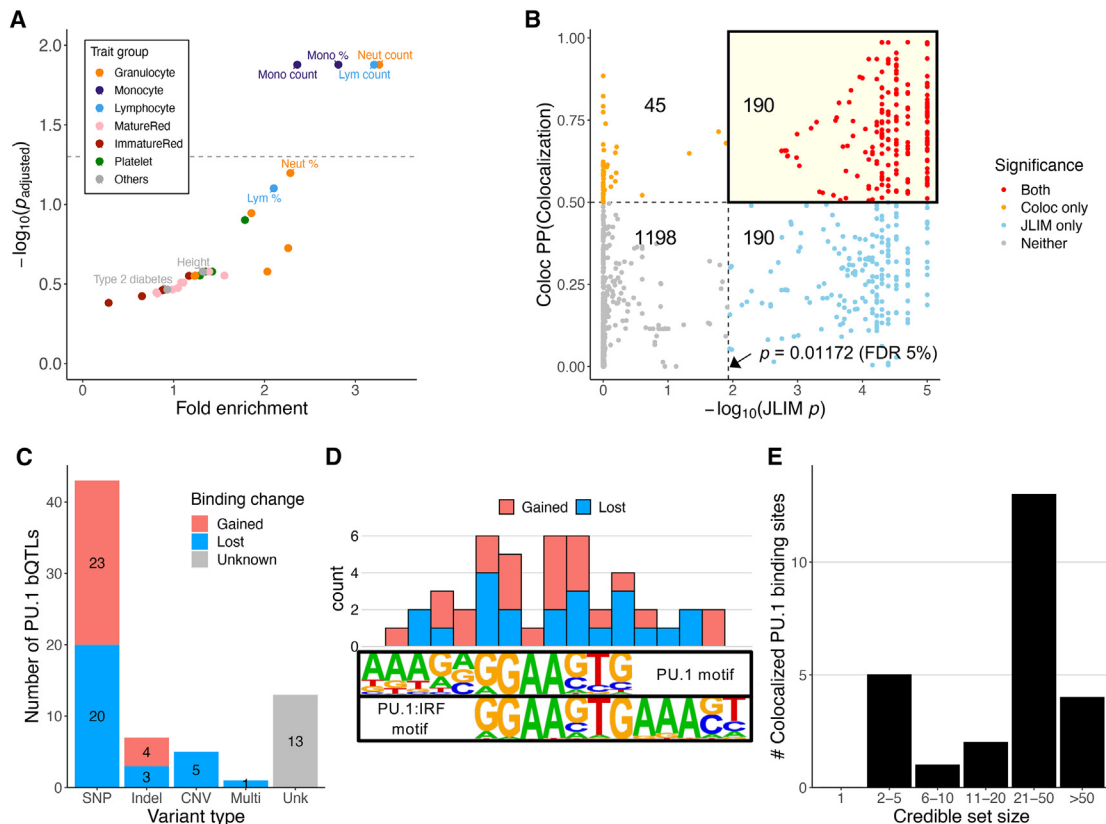 A
−log10(padjusted)
2.0
1.5
1.0
0.5
0.0
0
1
2
3
Fold enrichment
Trait group
Granulocyte
Monocyte
Lymphocyte
MatureRed
ImmatureRed
Platelet
Others
Mono %
Neut count
Mono count
Lym count
Neut %
Lym %
Height
Type 2 diabetes
B
Coloc PP(Colocalization)
1.00
0.75
0.50
0.25
0.00
45
190
1198
190
p = 0.01172 (FDR 5%)
0
1
2
3
4
5
−log10(JLIM p)
Significance
Both
Coloc only
JLIM only
Neither
C
Number of PU.1 bQTLs
40
30
20
10
0
Binding change
Gained
Lost
Unknown
23
20
4
3
5
1
13
SNP
Indel
CNV
Multi
Unk
Variant type
D
Gained
Lost
count
6
4
2
0
AAAGAGGAAGTG
PU.1 motif
PU.1:IRF
motif
GGAAGTGAAAGT
E
# Colocalized PU.1 binding sites
10
5
0
1
2−5
6−10
11−20
21−50
>50
Credible set size